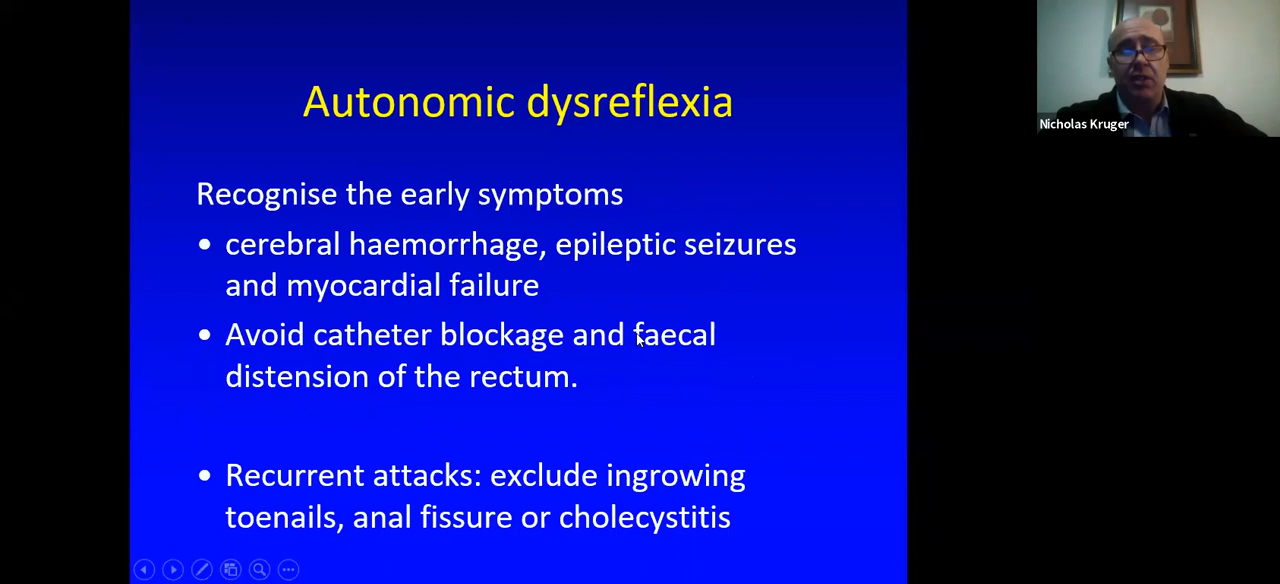 Autonomic dysreflexia
Recognise the early symptoms
• cerebral haemorrhage, epileptic seizures
and myocardial failure
• Avoid catheter blockage and faecal
distension of the rectum.
• Recurrent attacks: exclude ingrowing
toenails, anal fissure or cholecystitis
Nicholas Kruger